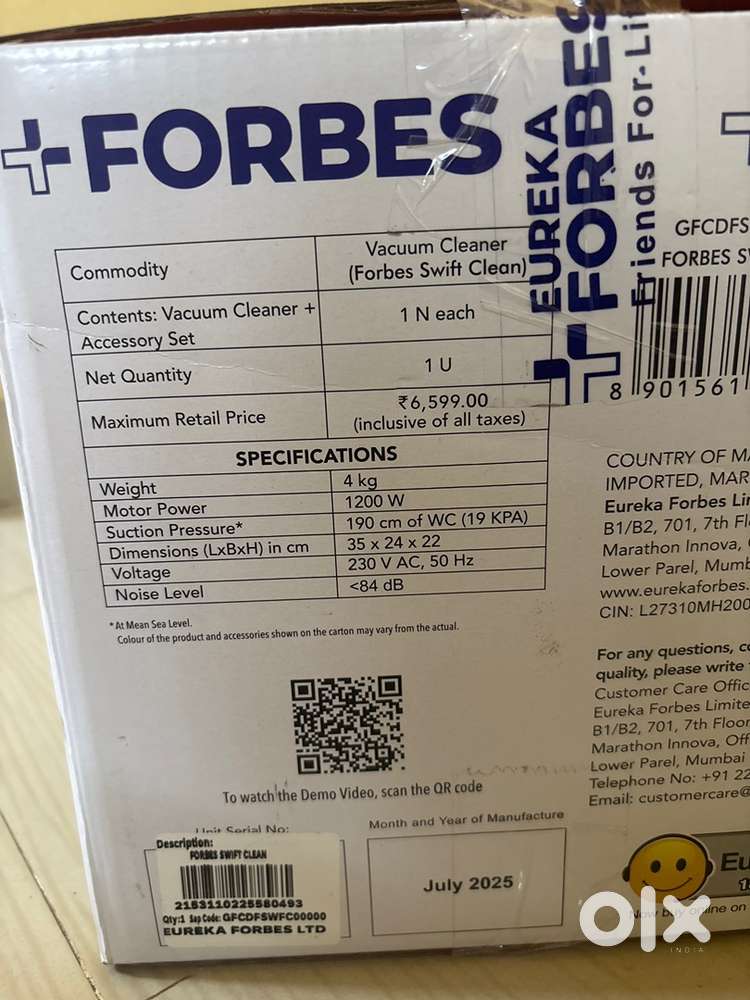 FORBES
EUREKA
FORBES
Friends For-Li
Commodity
Vacuum Cleaner
(Forbes Swift Clean)
Contents: Vacuum Cleaner +
Accessory Set
1 N each
Net Quantity
1 U
Maximum Retail Price
₹6,599.00
(inclusive of all taxes)
SPECIFICATIONS
Weight 4 kg
Motor Power 1200 W
Suction Pressure* 190 cm of WC (19 KPA)
Dimensions (LxBxH) in cm 35 x 24 x 22
Voltage 230 V AC, 50 Hz
Noise Level <84 dB
*At Mean Sea Level.
Colour of the product and accessories shown on the carton may vary from the actual.
To watch the Demo Video, scan the QR code
Unit Serial No:
Description:
FORBES SWIFT CLEAN
2153110225580493
Qty:1 Sap Code: GFCDFSWFC00000
EUREKA FORBES LTD
Month and Year of Manufacture
July 2025
GFCDFS
FORBES S
8 901561
COUNTRY OF MA
IMPORTED, MAR
Eureka Forbes Li
B1/B2, 701, 7th Fl
Marathon Innova,
Lower Parel, Mumb
www.eurekaforbes.
CIN: L27310MH200
For any questions, co
quality, please write
Customer Care Offic
Eureka Forbes Limite
B1/B2, 701, 7th Floor
Marathon Innova, Off
Lower Parel, Mumbai
Telephone No: +91 22
Email: customercare@
Eu
Now buy online on
olx
INDIA